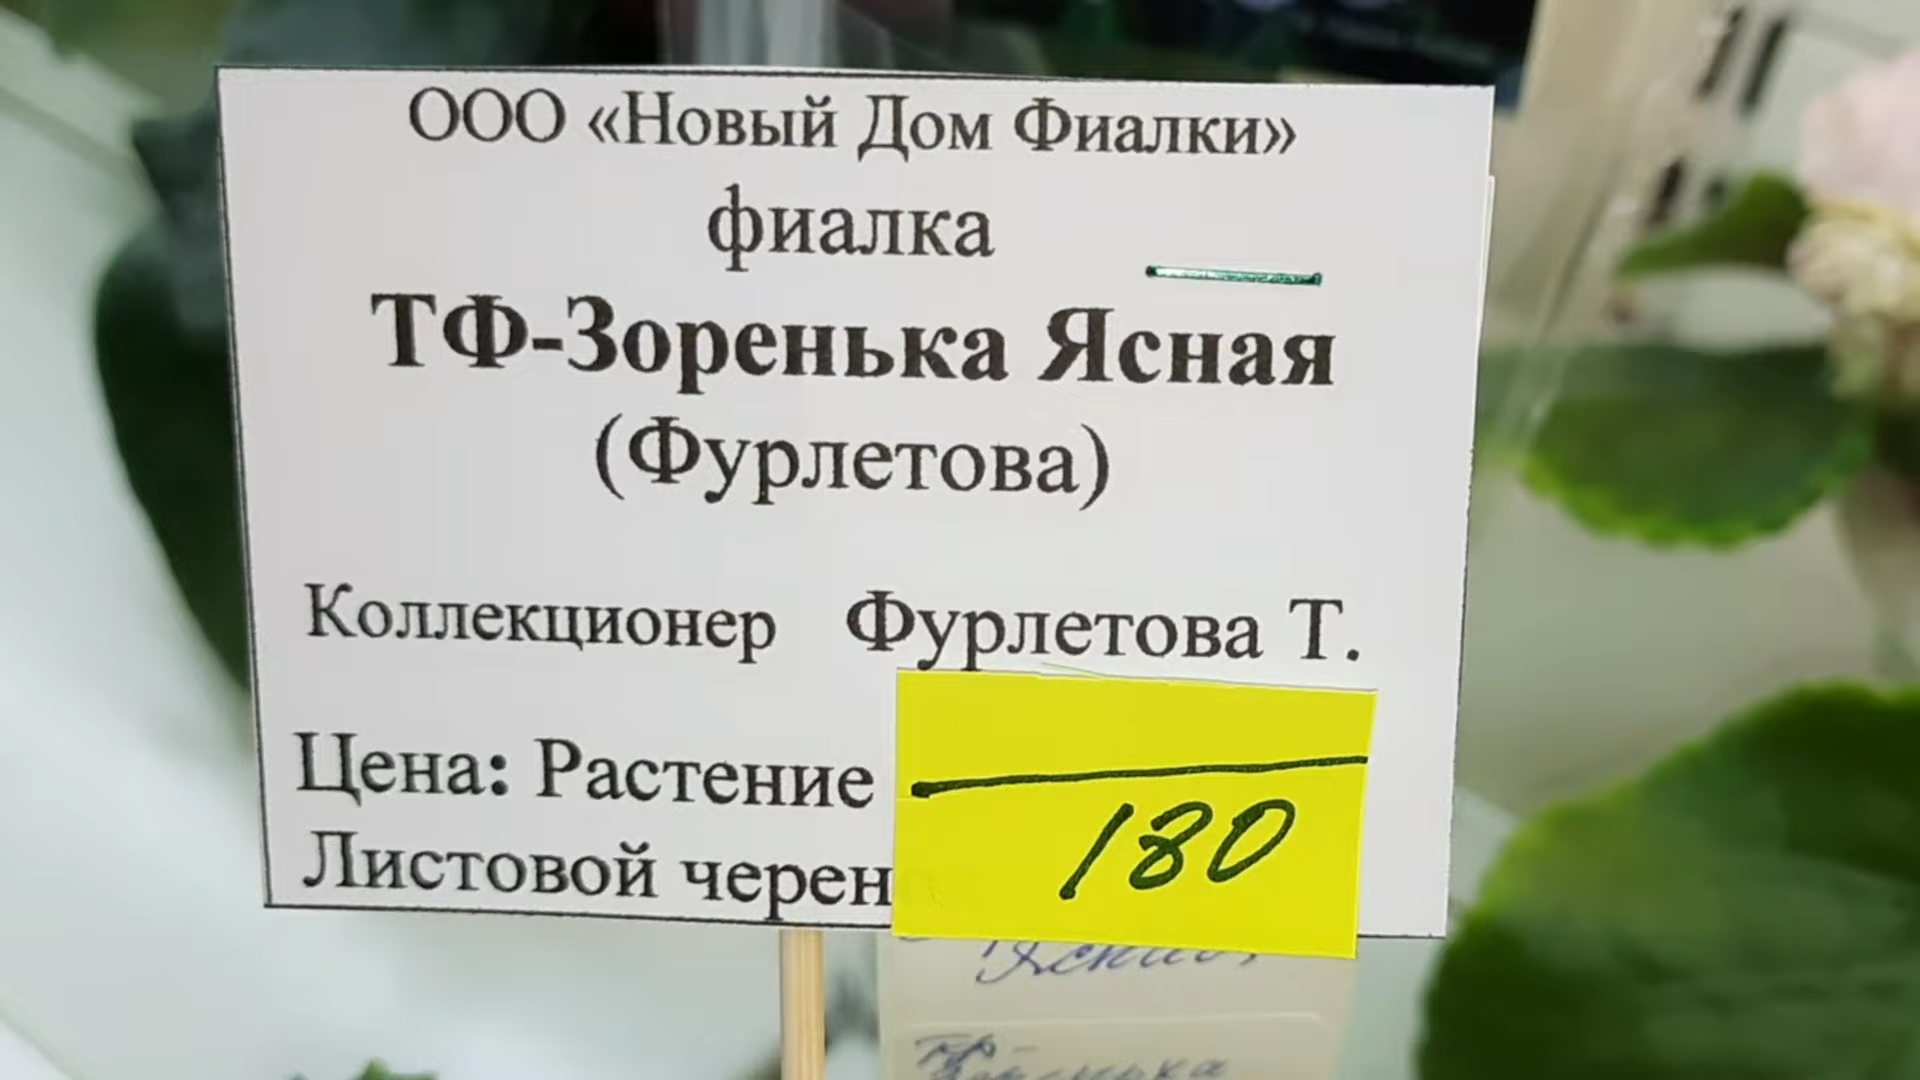 ООО «Новый Дом Фиалки»
фиалка
ТФ-Зоренька Ясная
(Фурлетова)
Коллекционер Фурлетова Т.
Цена: Растение
Листовой черен 180